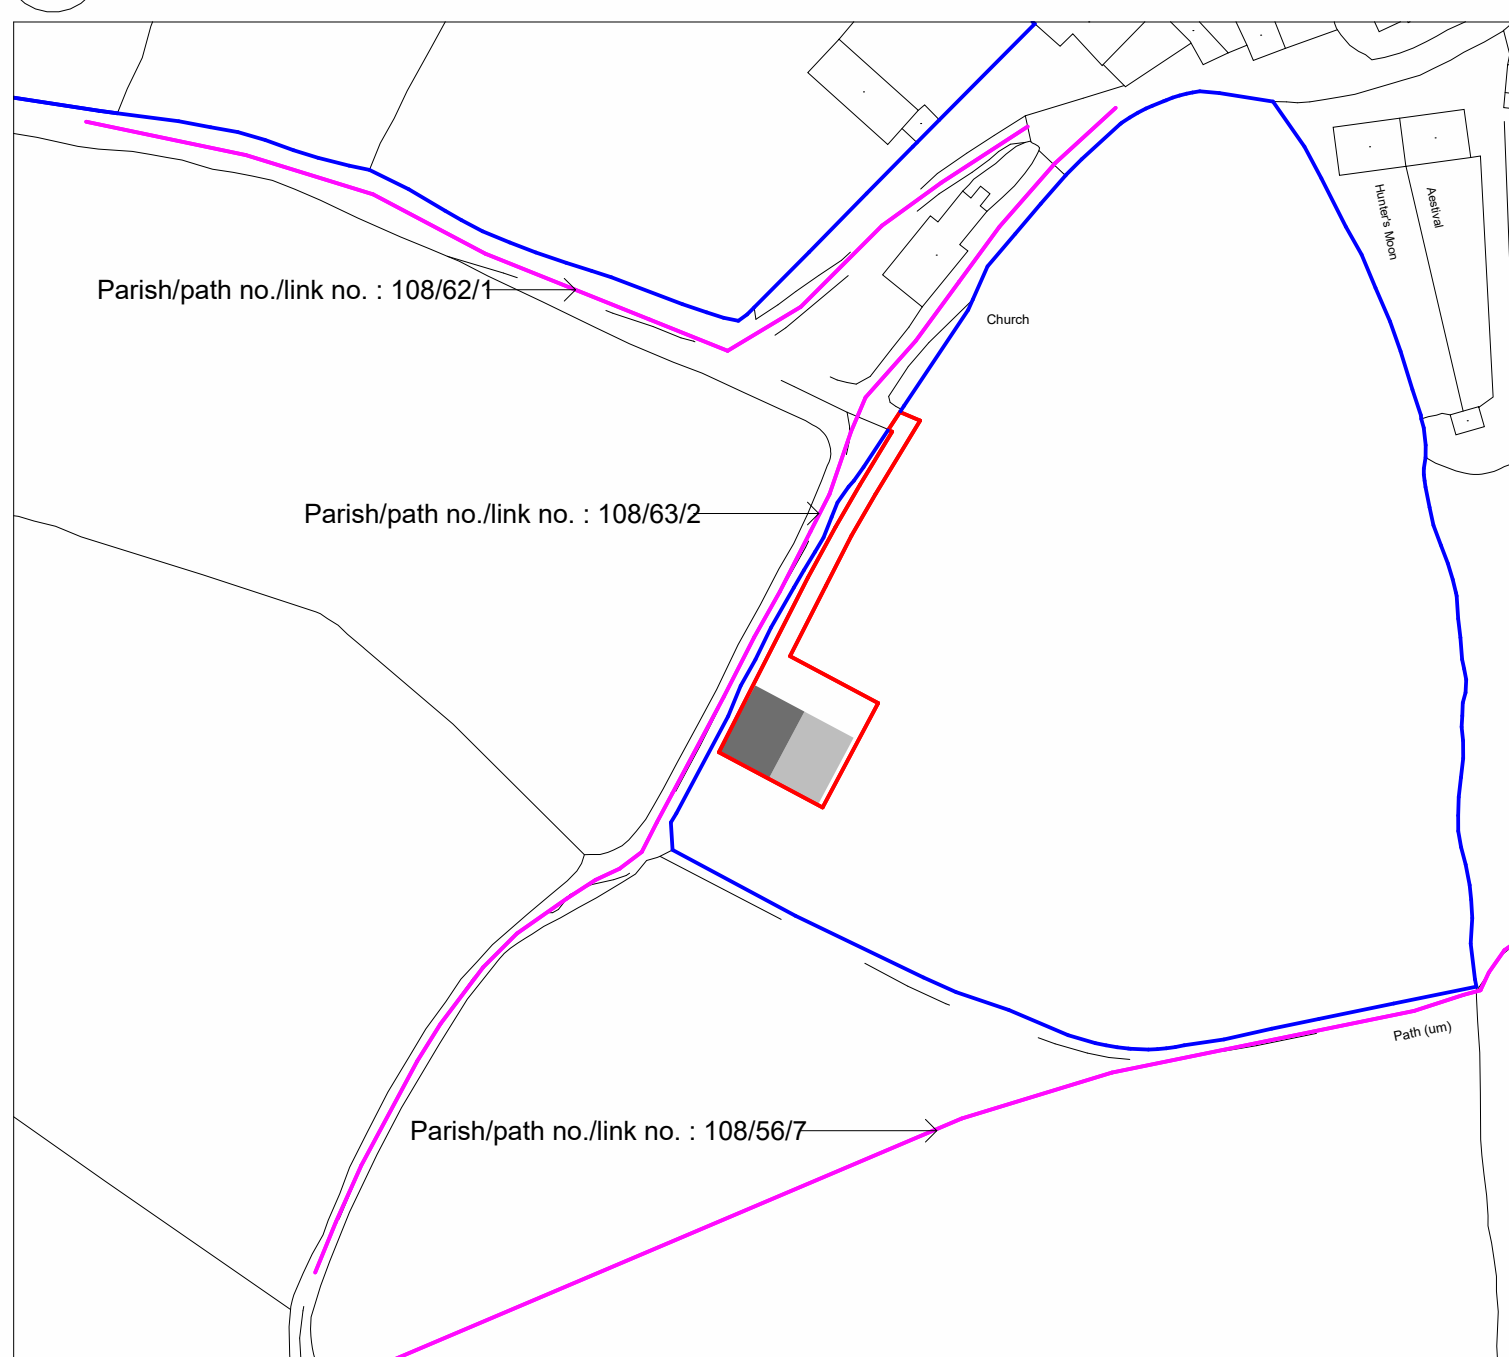 Parish/path no./link no. : 108/62/1
Hunter's Moon
Aestival
Church
Parish/path no./link no. : 108/63/2
Path (um)
Parish/path no./link no. : 108/56/7